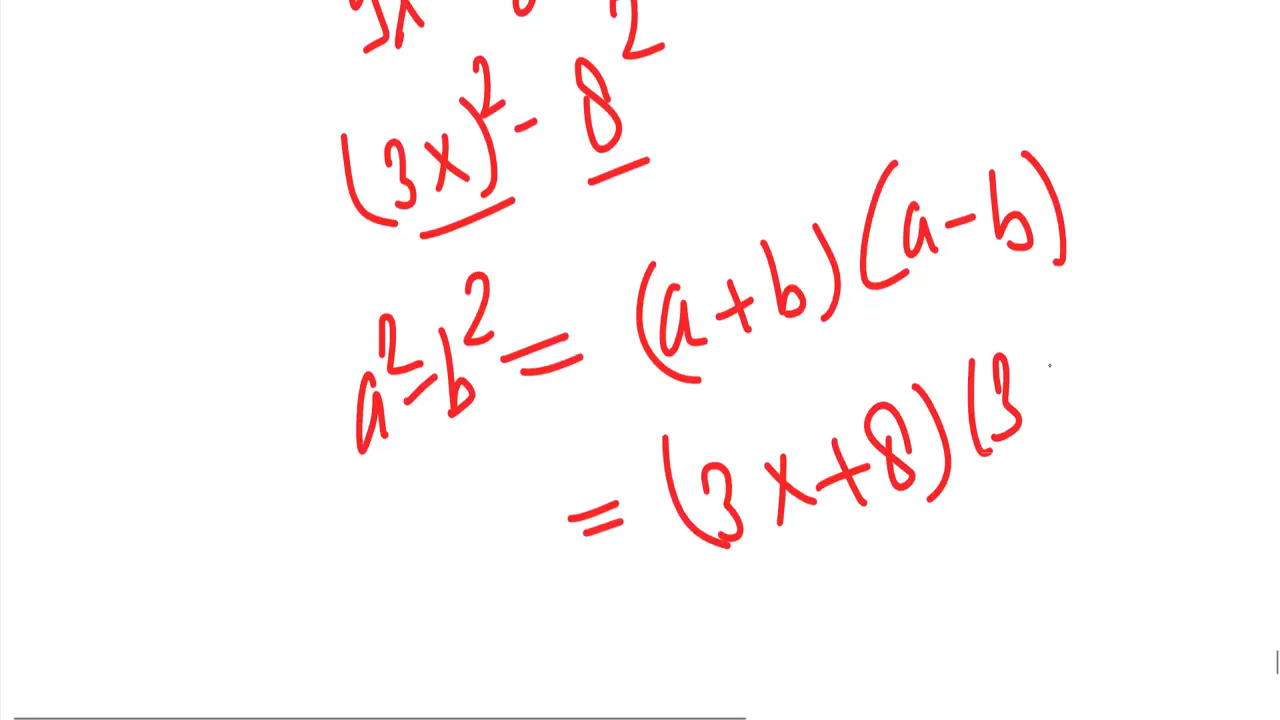 (3x)² - 8²
a² - b² = (a+b)(a-b)
= (3x+8)(3